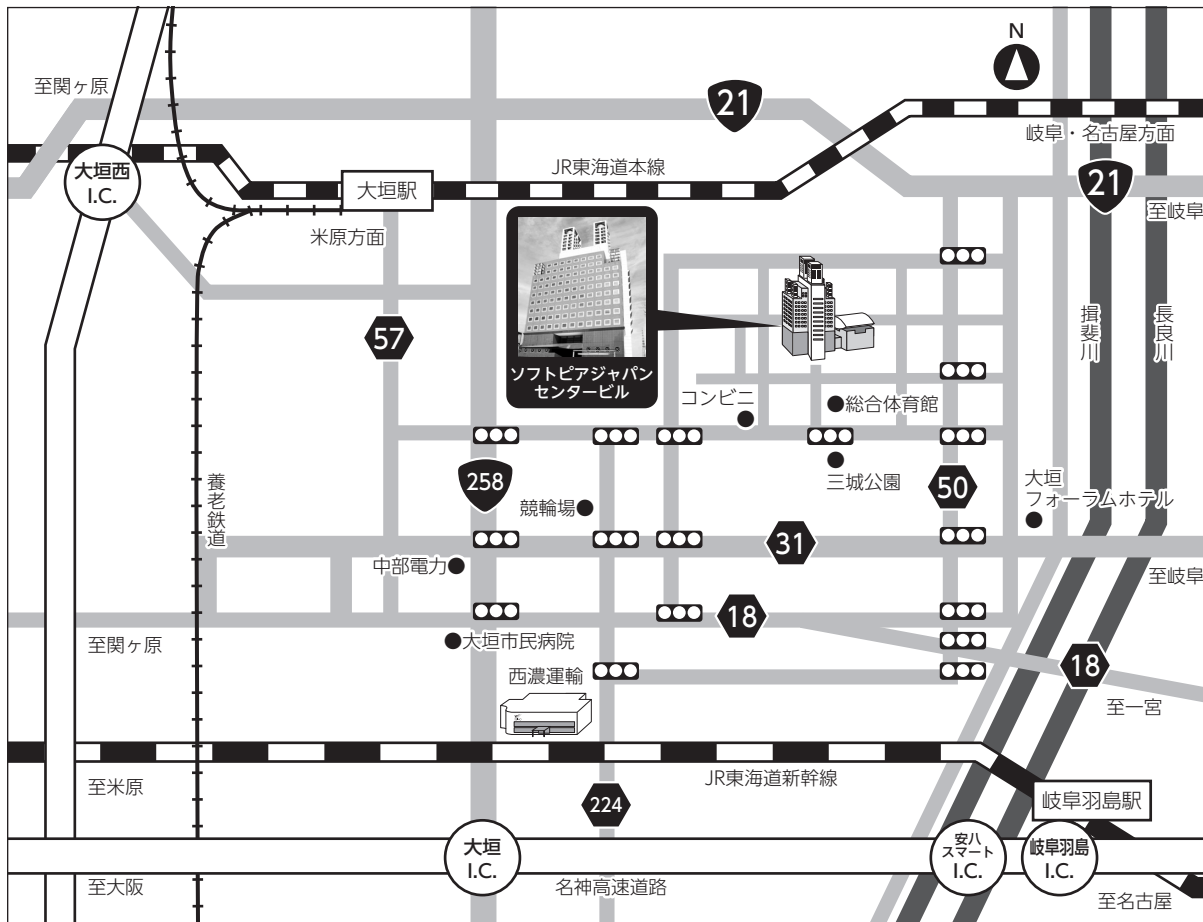 N
至関ヶ原
21
岐阜・名古屋方面
大垣西
I.C.
JR東海道本線
大垣駅
21
至岐阜
米原方面
57
ソフトピアジャパン
センタービル
揖斐川
長良川
コンビニ
総合体育館
養老鉄道
258
三城公園
50
大垣
フォーラムホテル
競輪場
31
中部電力
至岐阜
18
至関ヶ原
大垣市民病院
18
西濃運輸
至一宮
JR東海道新幹線
至米原
224
岐阜羽島駅
大垣
I.C.
安八
スマート
I.C.
岐阜羽島
I.C.
至大阪
名神高速道路
至名古屋